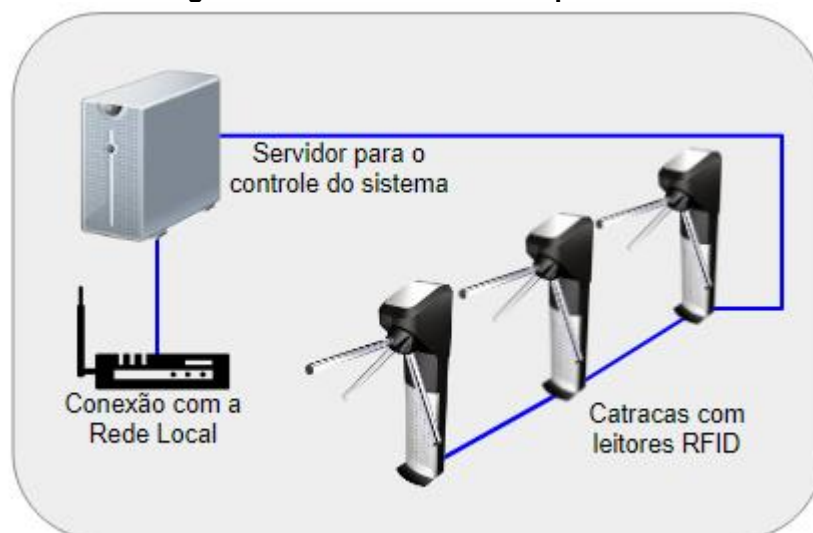 Servidor para o
controle do sistema
Conexão com a
Rede Local
Catracas com
leitores RFID